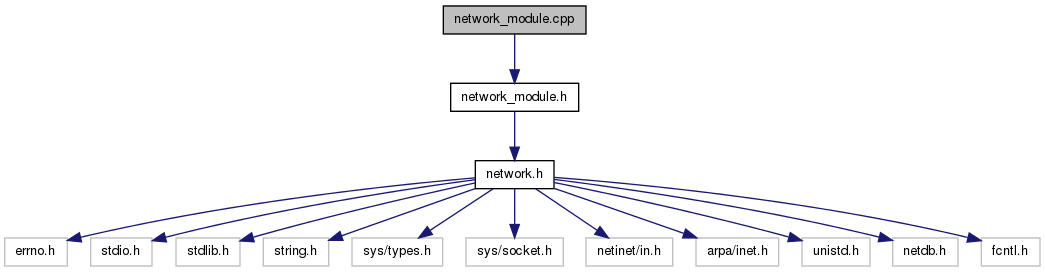 network_module.cpp
network_module.h
network.h
errno.h
stdio.h
stdlib.h
string.h
sys/types.h
sys/socket.h
netinet/in.h
arpa/inet.h
unistd.h
netdb.h
fcntl.h